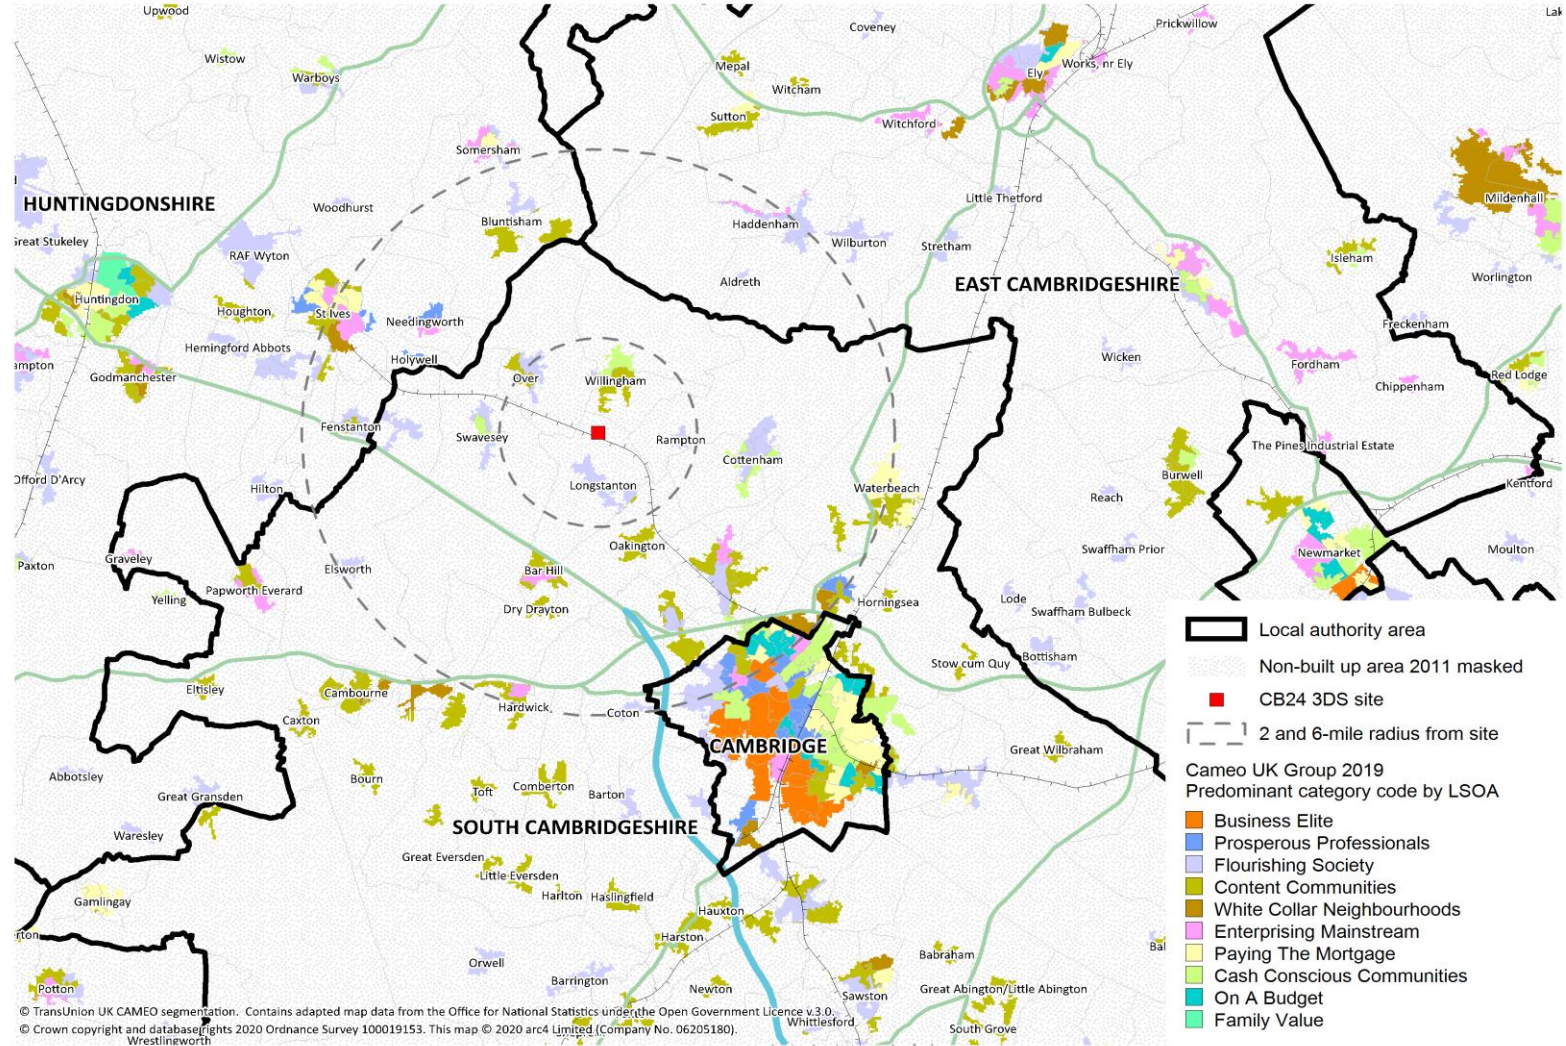 Upwood
Coveney
Prickwillow
Lak
Wistow
Warboys
Mepal
Works, nr Ely
Ely
Witcham
Sutton
Witchford
Somersham
HUNTINGDONSHIRE
Woodhurst
Little Thetford
Mildenhall
Bluntisham
Haddenham
Great Stukeley
Wilburton
Stretham
RAF Wyton
Isleham
Aldreth
EAST CAMBRIDGESHIRE
Worlington
Huntingdon
Houghton
St Ives
Needingworth
Freckenham
Hemingford Abbots
Holywell
Wicken
ampton
Godmanchester
Over
Willingham
Fordham
Chippenham
Red Lodge
Fenstanton
Swavesey
Rampton
The Pines Industrial Estate
Cottenham
Burwell
Offord D'Arcy
Hilton
Longstanton
Waterbeach
Reach
Kentford
Oakington
Swaffham Prior
Newmarket
Moulton
Graveley
Paxton
Elsworth
Bar Hill
Papworth Everard
Yelling
Dry Drayton
Horningsea
Lode
Swaffham Bulbeck
Bottisham
Stow cum Quy
Eltisley
Cambourne
Hardwick
Coton
Caxton
CAMBRIDGE
Great Wilbraham
Abbotsley
Bourn
Toft
Comberton
Barton
Great Gransden
SOUTH CAMBRIDGESHIRE
Waresley
Great Eversden
Little Eversden
Harlton
Haslingfield
Gamlingay
Hauxton
rton
Harston
Orwell
Babraham
Bal
Barrington
Newton
Sawston
Great Abington/Little Abington
Potton
Whittlesford
South Grove
Wrestlingworth
Local authority area
Non-built up area 2011 masked
CB24 3DS site
2 and 6-mile radius from site
Cameo UK Group 2019
Predominant category code by LSOA
Business Elite
Prosperous Professionals
Flourishing Society
Content Communities
White Collar Neighbourhoods
Enterprising Mainstream
Paying The Mortgage
Cash Conscious Communities
On A Budget
Family Value
© TransUnion UK CAMEO segmentation. Contains adapted map data from the Office for National Statistics under the Open Government Licence v.3.0.
© Crown copyright and database rights 2020 Ordnance Survey 100019153. This map © 2020 arc4 Limited (Company No. 06205180).